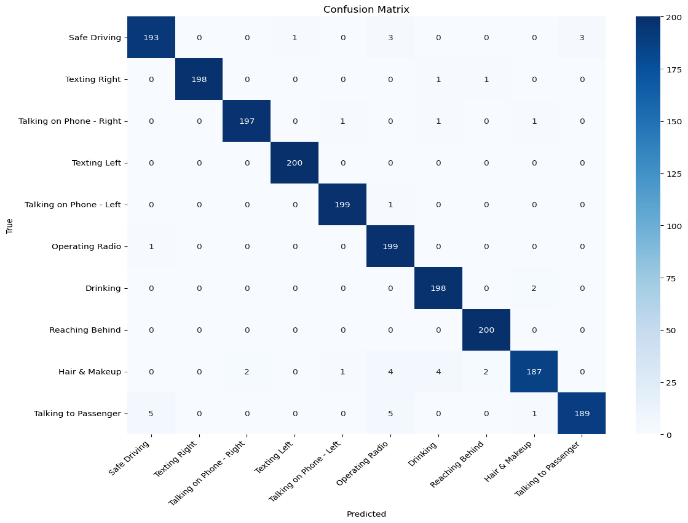 Confusion Matrix
Safe Driving 193 0 0 1 0 3 0 0 0 3
Texting Right 0 198 0 0 0 0 1 1 0 0
Talking on Phone - Right 0 0 197 0 1 0 1 0 1 0
Texting Left 0 0 0 200 0 0 0 0 0 0
Talking on Phone - Left 0 0 0 0 199 1 0 0 0 0
Operating Radio 1 0 0 0 0 199 0 0 0 0
Drinking 0 0 0 0 0 0 198 0 2 0
Reaching Behind 0 0 0 0 0 0 0 200 0 0
Hair & Makeup 0 0 2 0 1 4 4 2 187 0
Talking to Passenger 5 0 0 0 0 5 0 0 1 189
True
Safe Driving
Texting Right
Talking on Phone - Right
Texting Left
Talking on Phone - Left
Operating Radio
Drinking
Reaching Behind
Hair & Makeup
Talking to Passenger
Predicted
200
175
150
125
100
75
50
25
0